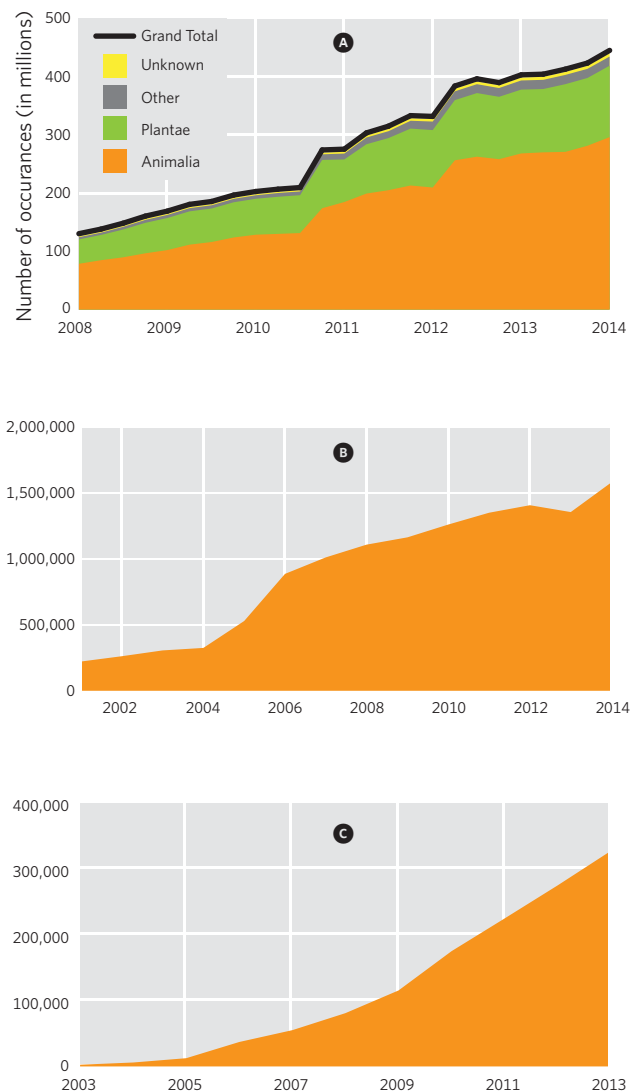 Number of occurances (in millions)
500
400
300
200
100
0
Grand Total
Unknown
Other
Plantae
Animalia
A
2008 2009 2010 2011 2012 2013 2014
2,000,000
1,500,000
1,000,000
500,000
0
B
2002 2004 2006 2008 2010 2012 2014
400,000
300,000
200,000
100,000
0
C
2003 2005 2007 2009 2011 2013